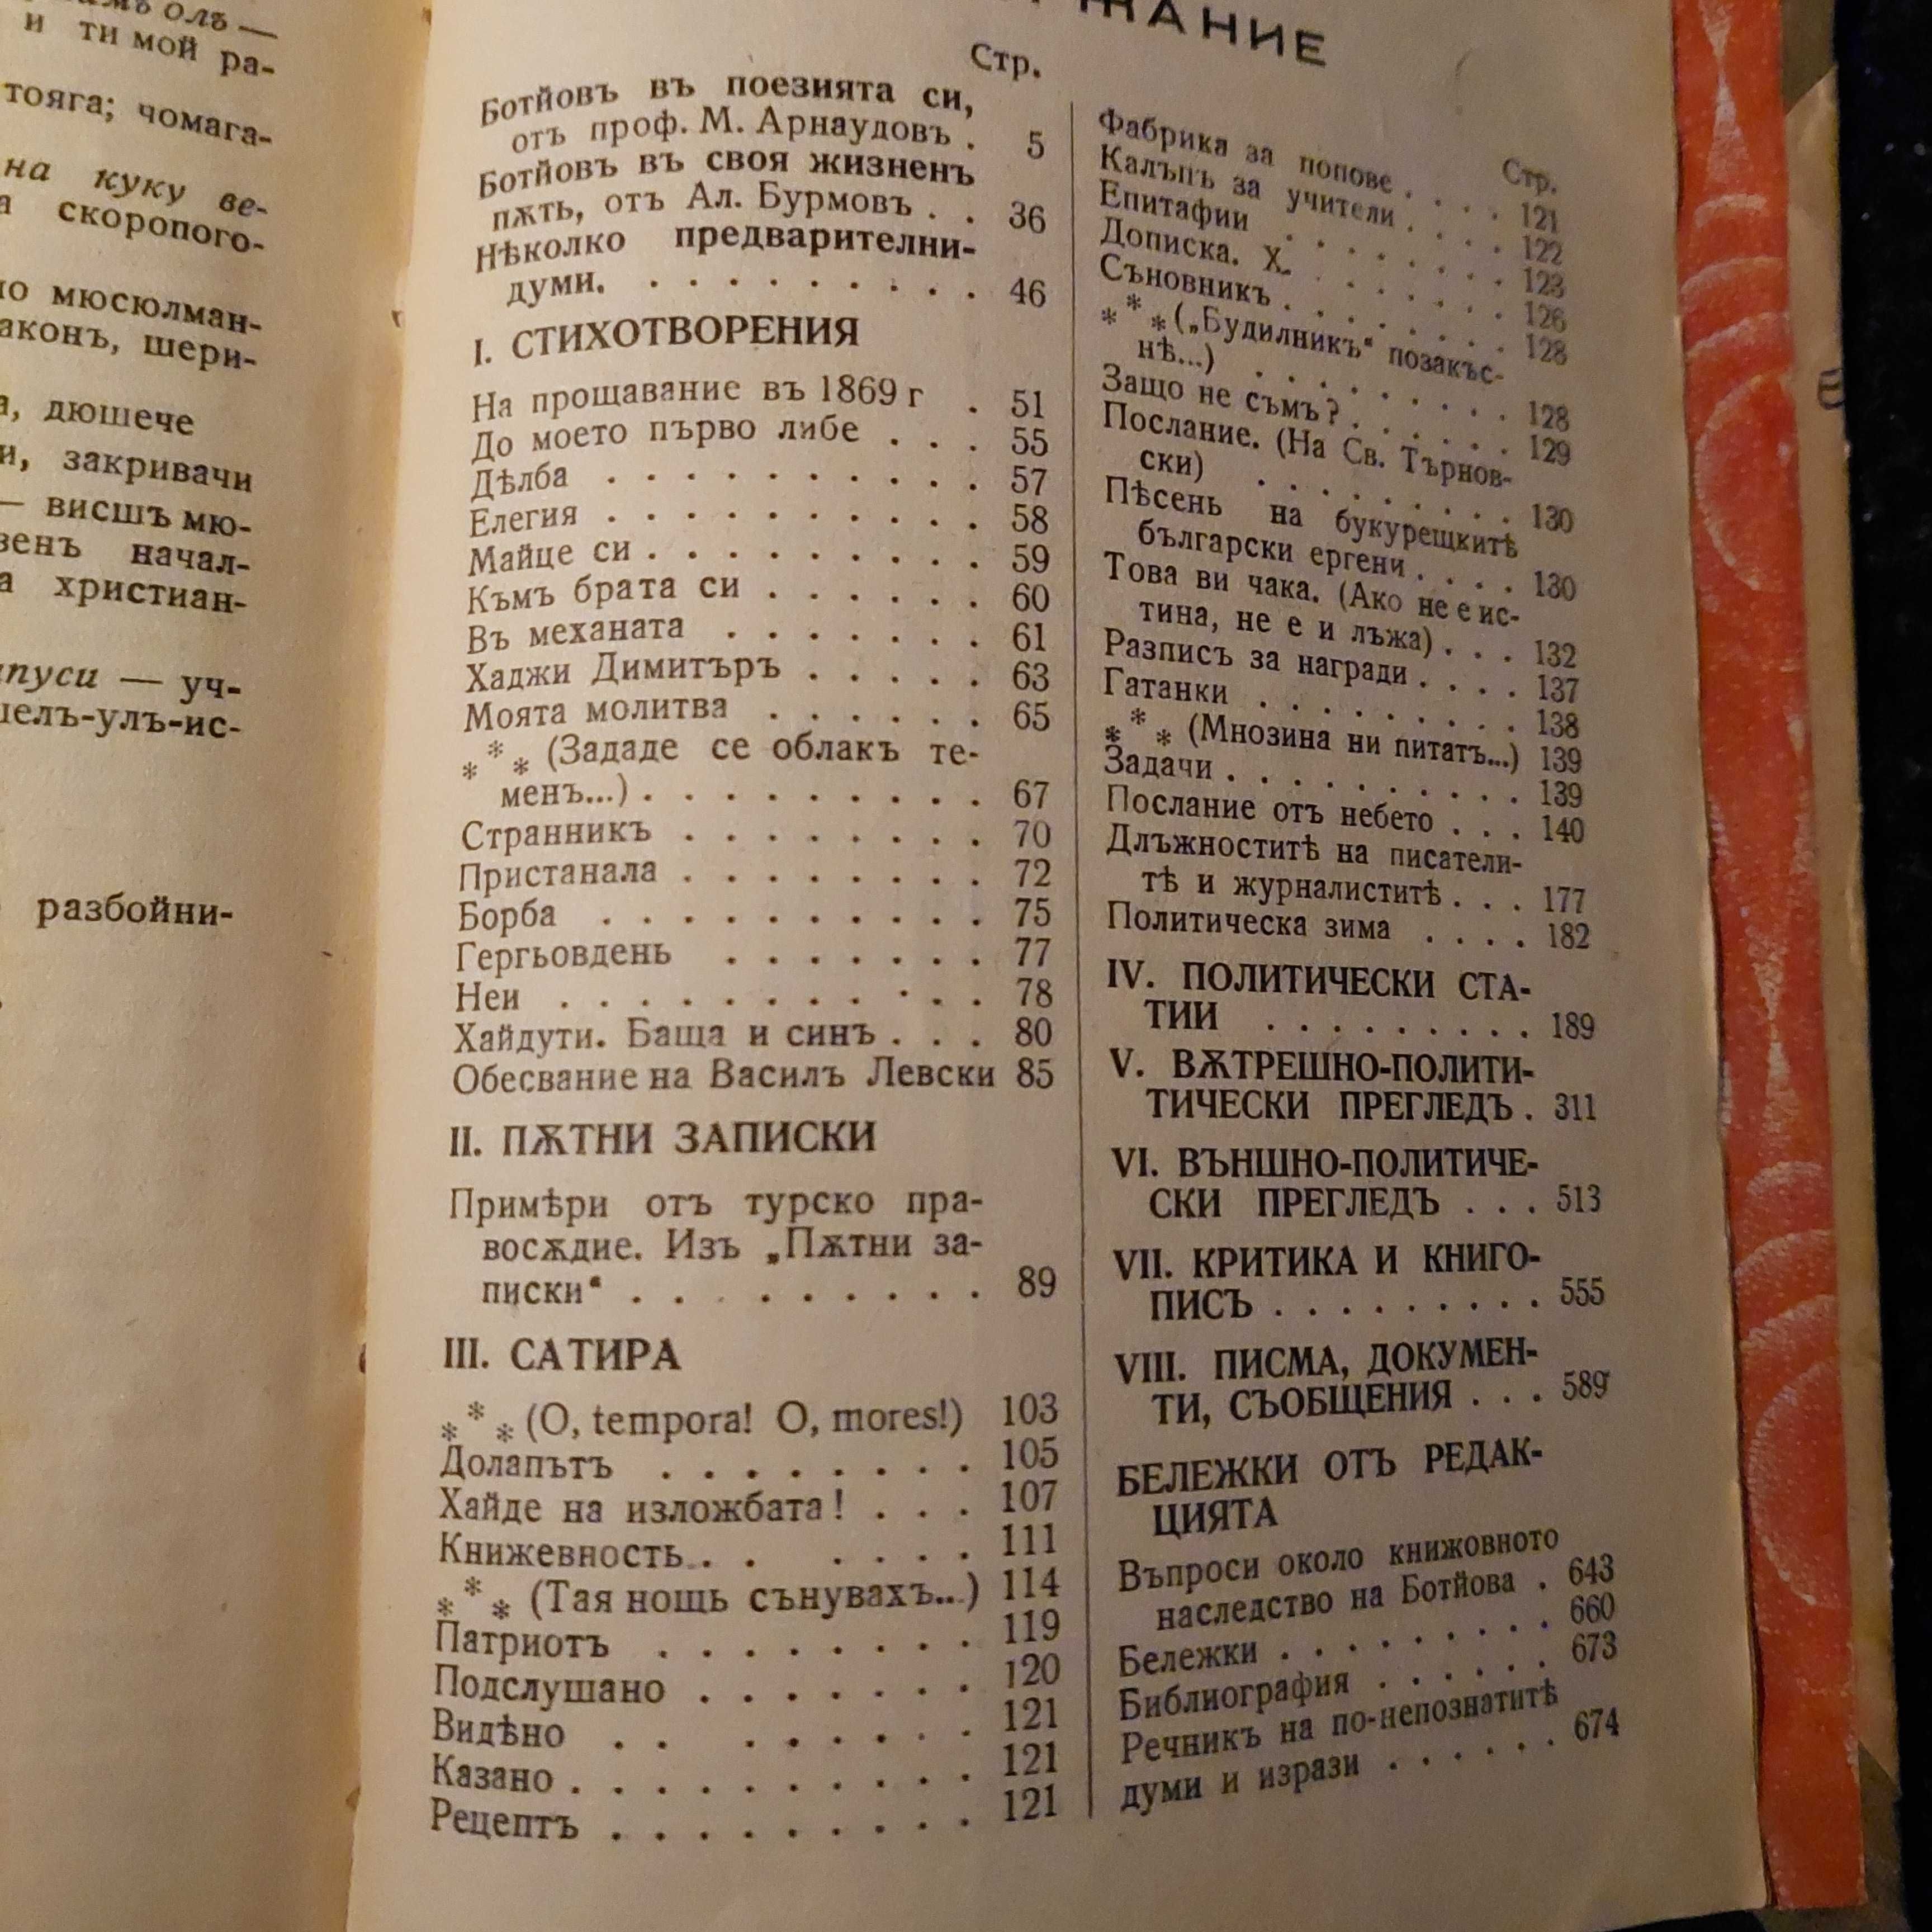 олъ —
и ти мой ра-
тояга; чомага-
на куку ве-
а скоропого-
мюсюлман-
аконъ, шери-
а, дюшече
и, закривачи
— висшъ мю-
венъ начал-
а христиан-
— уч-
елъ-улъ-ис-
разбойни-
ЖАНИЕ
Стр.
Ботйовъ въ поезията си,
отъ проф. М. Арнаудовъ . 5
Ботйовъ въ своя жизненъ
пѫть, отъ Ал. Бурмовъ . . 36
Нѣколко предварителни-
думи. . . . . . . . . . 46
I. СТИХОТВОРЕНИЯ
На прощавание въ 1869 г . 51
До моето първо либе . . . 55
Дѣлба . . . . . . . . . . 57
Елегия . . . . . . . . . . 58
Майце си . . . . . . . . . 59
Къмъ брата си . . . . . . 60
Въ механата . . . . . . . 61
Хаджи Димитъръ . . . . . 63
Моята молитва . . . . . . 65
* * * (Зададе се облакъ те-
менъ...) . . . . . . . . . 67
Странникъ . . . . . . . . 70
Пристанала . . . . . . . . 72
Борба . . . . . . . . . . 75
Гергьовдень . . . . . . . 77
Неи . . . . . . . . . . . 78
Хайдути. Баща и синъ . . . 80
Обесвание на Василъ Левски 85
II. ПѪТНИ ЗАПИСКИ
Примѣри отъ турско пра-
восѫдие. Изъ „Пѫтни за-
писки“ . . . . . . . . . 89
III. САТИРА
* * * (O, tempora! O, mores!) 103
Долапътъ . . . . . . . . 105
Хайде на изложбата! . . . 107
Книжевность . . . . . . 111
* * * (Тая нощь сънувахъ...) 114
Патриотъ . . . . . . . . 119
Подслушано . . . . . . . 120
Видѣно . . . . . . . . 121
Казано . . . . . . . . . . 121
Рецептъ . . . . . . . . . 121
Стр.
Фабрика за попове . . . . 121
Калъпъ за учители . . . . 122
Епитафии . . . . . . . 123
Дописка. X. . . . . . . 126
Съновникъ . . . . . . . . 128
* * * („Будилникъ“ позакъс-
нѣ...) . . . . . . . . . 128
Защо не съмъ? . . . . . . 129
Послание. (На Св. Търнов-
ски) . . . . . . . . . 130
Пѣсень на букурещкитѣ
български ергени . . . . 130
Това ви чака. (Ако не е ис-
тина, не е и лъжа) . . . 132
Разписъ за награди . . . . 137
Гатанки . . . . . . . . . 138
* * * (Мнозина ни питатъ...) 139
Задачи . . . . . . . . . . 139
Послание отъ небето . . . 140
Длъжноститѣ на писатели-
тѣ и журналиститѣ . . . 177
Политическа зима . . . . 182
IV. ПОЛИТИЧЕСКИ СТА-
ТИИ . . . . . . . . . 189
V. ВѪТРЕШНО-ПОЛИТИ-
ТИЧЕСКИ ПРЕГЛЕДЪ . 311
VI. ВЪНШНО-ПОЛИТИЧЕ-
СКИ ПРЕГЛЕДЪ . . . 513
VII. КРИТИКА И КНИГО-
ПИСЪ . . . . . . . . . 555
VIII. ПИСМА, ДОКУМЕН-
ТИ, СЪОБЩЕНИЯ . . . 589
БЕЛЕЖКИ ОТЪ РЕДАК-
ЦИЯТА
Въпроси около книжовното
наследство на Ботйова . 643
Бележки . . . . . . . . . 660
Библиография . . . . . . 673
Речникъ на по-непознатитѣ
думи и изрази . . . . . . 674